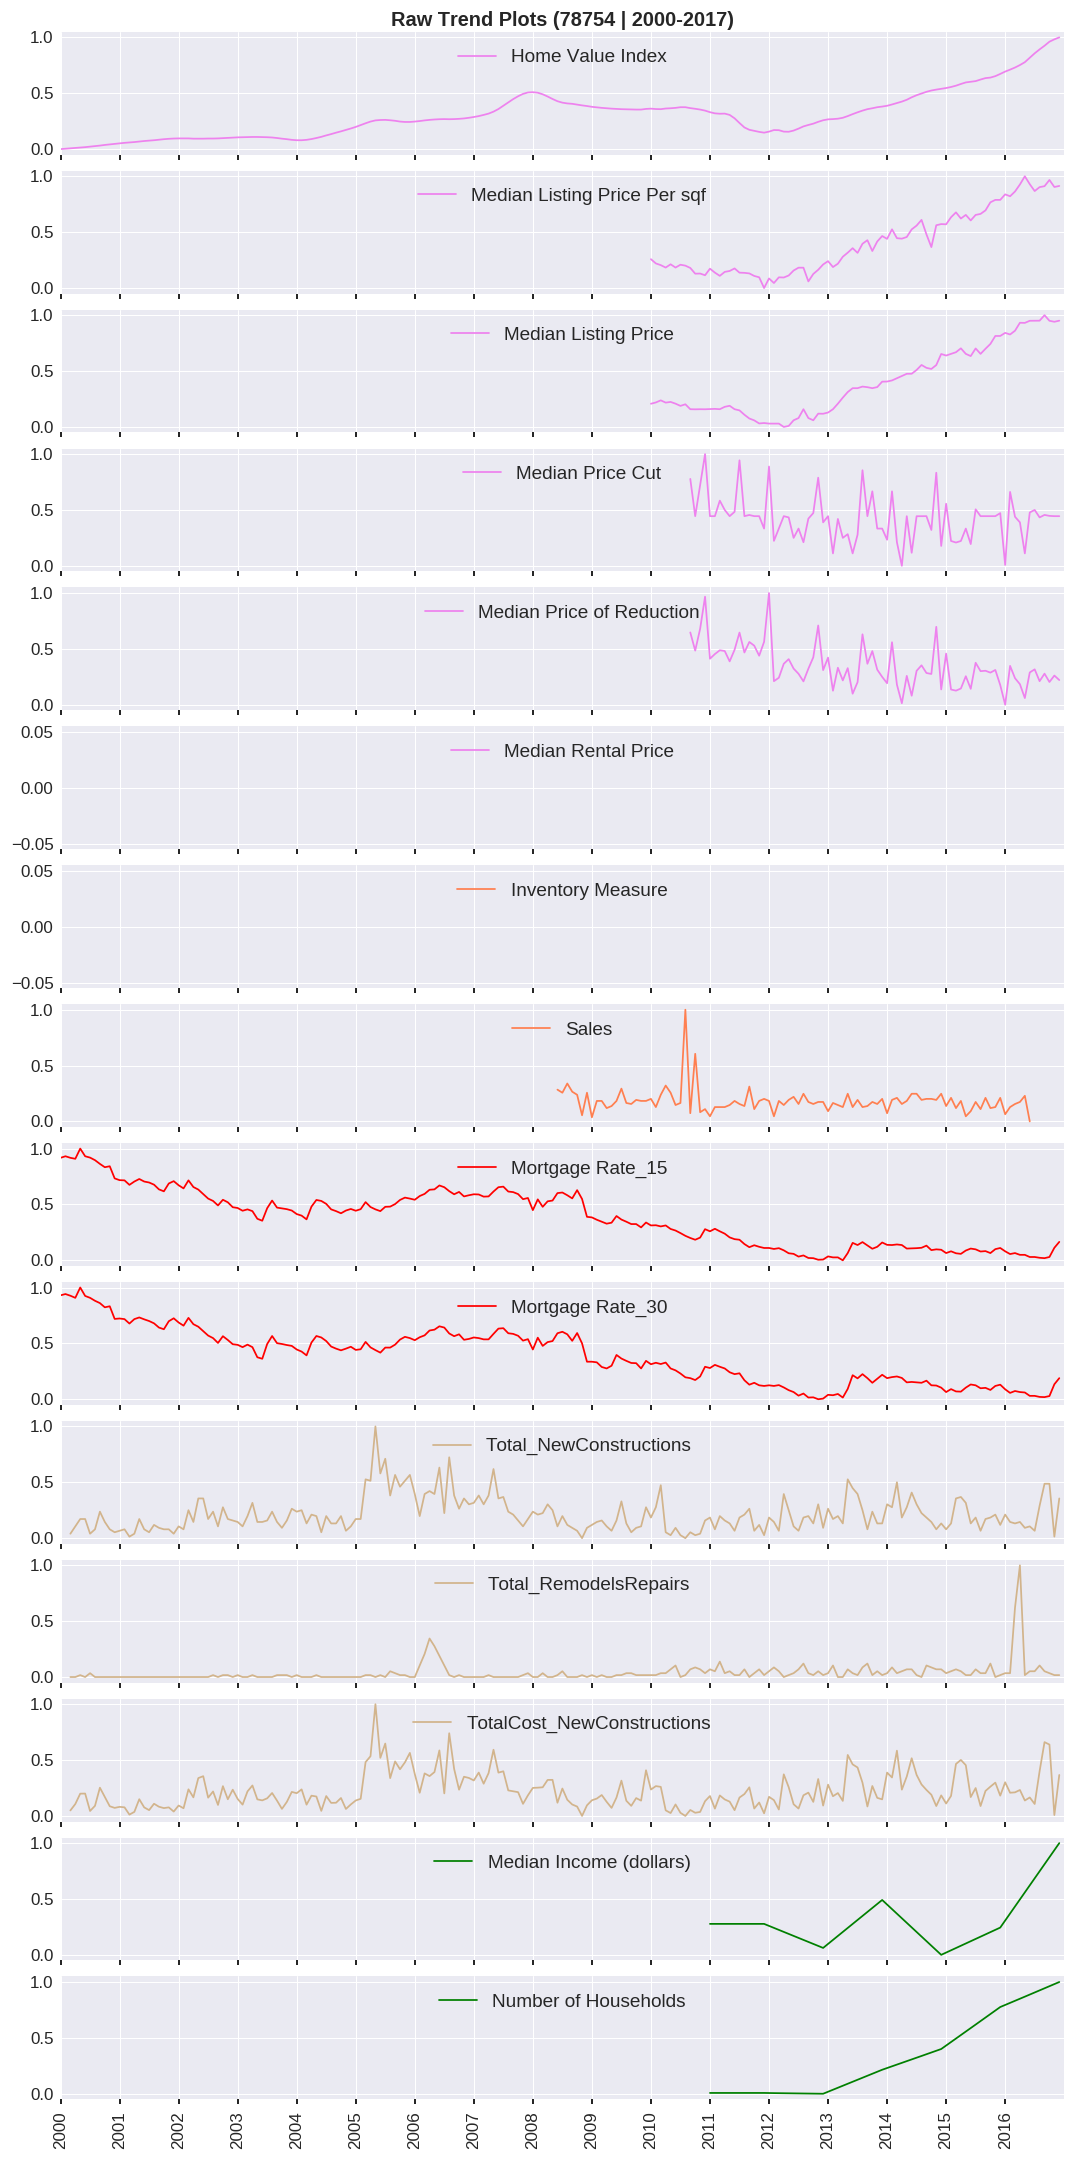 Raw Trend Plots (78754 | 2000-2017)
1.0
Home Value Index
0.5
0.0
1.0
Median Listing Price Per sqf
0.5
0.0
1.0
Median Listing Price
0.5
0.0
1.0
Median Price Cut
0.5
0.0
1.0
Median Price of Reduction
0.5
0.0
0.05
Median Rental Price
0.00
−0.05
0.05
Inventory Measure
0.00
−0.05
1.0
Sales
0.5
0.0
1.0
Mortgage Rate_15
0.5
0.0
1.0
Mortgage Rate_30
0.5
0.0
1.0
Total_NewConstructions
0.5
0.0
1.0
Total_RemodelsRepairs
0.5
0.0
1.0
TotalCost_NewConstructions
0.5
0.0
1.0
Median Income (dollars)
0.5
0.0
1.0
Number of Households
0.5
0.0
2000 2001 2002 2003 2004 2005 2006 2007 2008 2009 2010 2011 2012 2013 2014 2015 2016